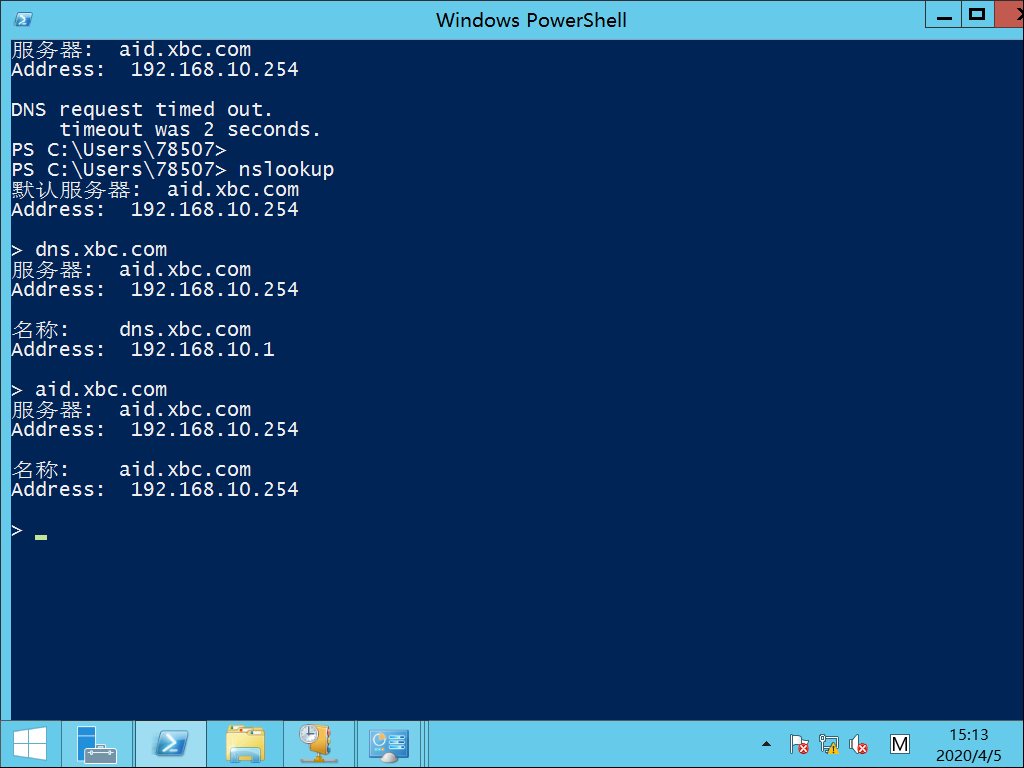 Windows PowerShell
服务器:  aid.xbc.com
Address:  192.168.10.254
DNS request timed out.
    timeout was 2 seconds.
PS C:\Users\78507>
PS C:\Users\78507> nslookup
默认服务器:  aid.xbc.com
Address:  192.168.10.254
> dns.xbc.com
服务器:  aid.xbc.com
Address:  192.168.10.254
名称:    dns.xbc.com
Address:  192.168.10.1
> aid.xbc.com
服务器:  aid.xbc.com
Address:  192.168.10.254
名称:    aid.xbc.com
Address:  192.168.10.254
>
M
15:13
2020/4/5